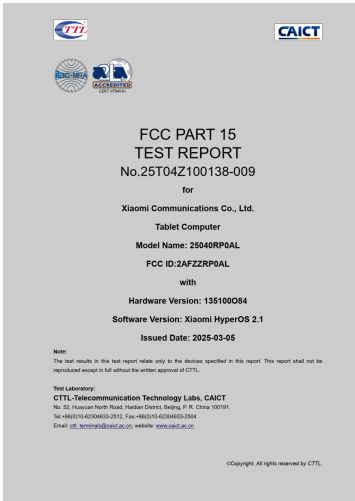 CTTL
CAICT
ilac-MRA
ACCREDITED
FCC PART 15
TEST REPORT
No.25T04Z100138-009
for
Xiaomi Communications Co., Ltd.
Tablet Computer
Model Name: 25040RP0AL
FCC ID:2AFZZRP0AL
with
Hardware Version: 135100O84
Software Version: Xiaomi HyperOS 2.1
Issued Date: 2025-03-05
Note:
The test results in this test report relate only to the devices specified in this report. This report shall not be
reproduced except in full without the written approval of CTTL.
Test Laboratory:
CTTL-Telecommunication Technology Labs, CAICT
No. 52, Huayuan North Road, Haidian District, Beijing, P. R. China 100191.
Tel:+86(0)10-62304633-2512, Fax:+86(0)10-62304633-2504
Email: cttl_terminals@caict.ac.cn, website: www.caict.ac.cn
©Copyright. All rights reserved by CTTL.